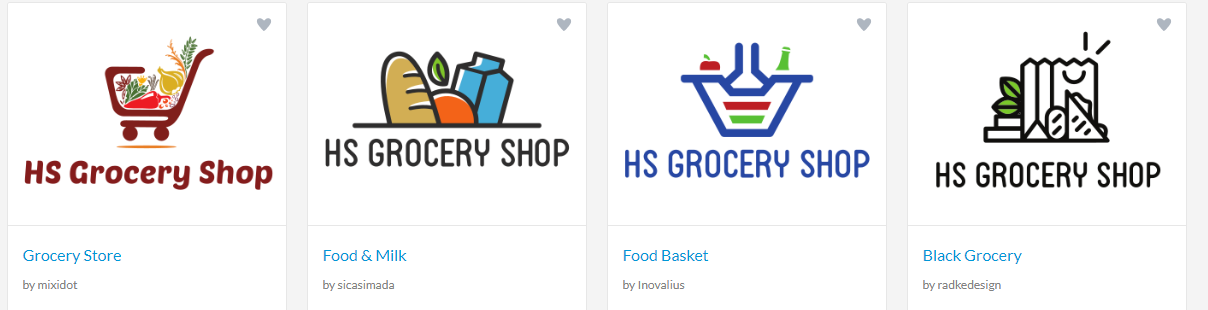 HS Grocery Shop
Grocery Store
by mixidot
HS GROCERY SHOP
Food & Milk
by sicasimada
HS GROCERY SHOP
Food Basket
by Inovalius
HS GROCERY SHOP
Black Grocery
by radkedesign